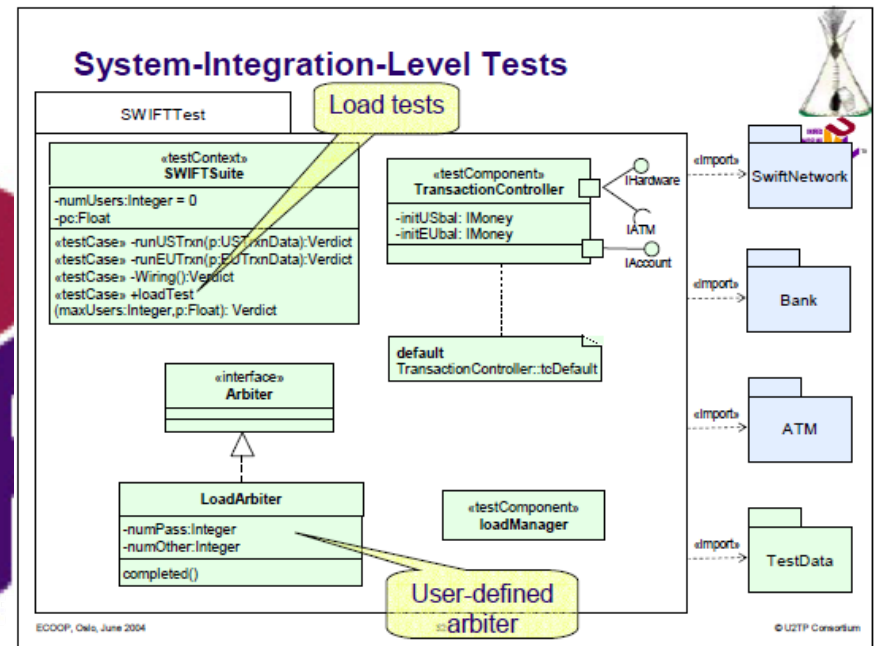 System-Integration-Level Tests
SWIFTTest
Load tests
«testContext»
SWIFTSuite
-numUsers:Integer = 0
-pc:Float
«testCase» -runUSTrxn(p:USTrxnData):Verdict
«testCase» -runEUTrxn(p:EUTrxnData):Verdict
«testCase» -Wiring():Verdict
«testCase» +loadTest
(maxUsers:Integer,p:Float): Verdict
«testComponent»
TransactionController
-initUSbal: IMoney
-initEUbal: IMoney
IHardware
IATM
IAccount
default
TransactionController::tcDefault
«interface»
Arbiter
LoadArbiter
-numPass:Integer
-numOther:Integer
completed()
«testComponent»
loadManager
User-defined
arbiter
«Import»
SwiftNetwork
«Import»
Bank
«Import»
ATM
«Import»
TestData
ECOOP, Oslo, June 2004
© U2TP Consortium